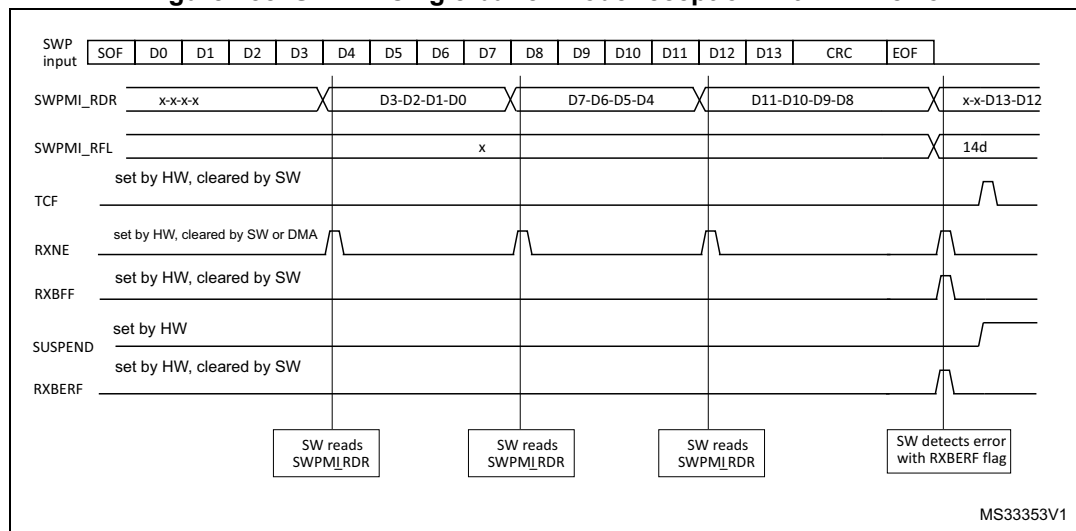 SWP
input
SOF D0 D1 D2 D3 D4 D5 D6 D7 D8 D9 D10 D11 D12 D13 CRC EOF
SWPMI_RDR x-x-x-x D3-D2-D1-D0 D7-D6-D5-D4 D11-D10-D9-D8 x-x-D13-D12
SWPMI_RFL x 14d
set by HW, cleared by SW
TCF
set by HW, cleared by SW or DMA
RXNE
set by HW, cleared by SW
RXBFF
set by HW
SUSPEND
set by HW, cleared by SW
RXBERF
SW reads
SWPMI_RDR
SW reads
SWPMI_RDR
SW reads
SWPMI_RDR
SW detects error
with RXBERF flag
MS33353V1